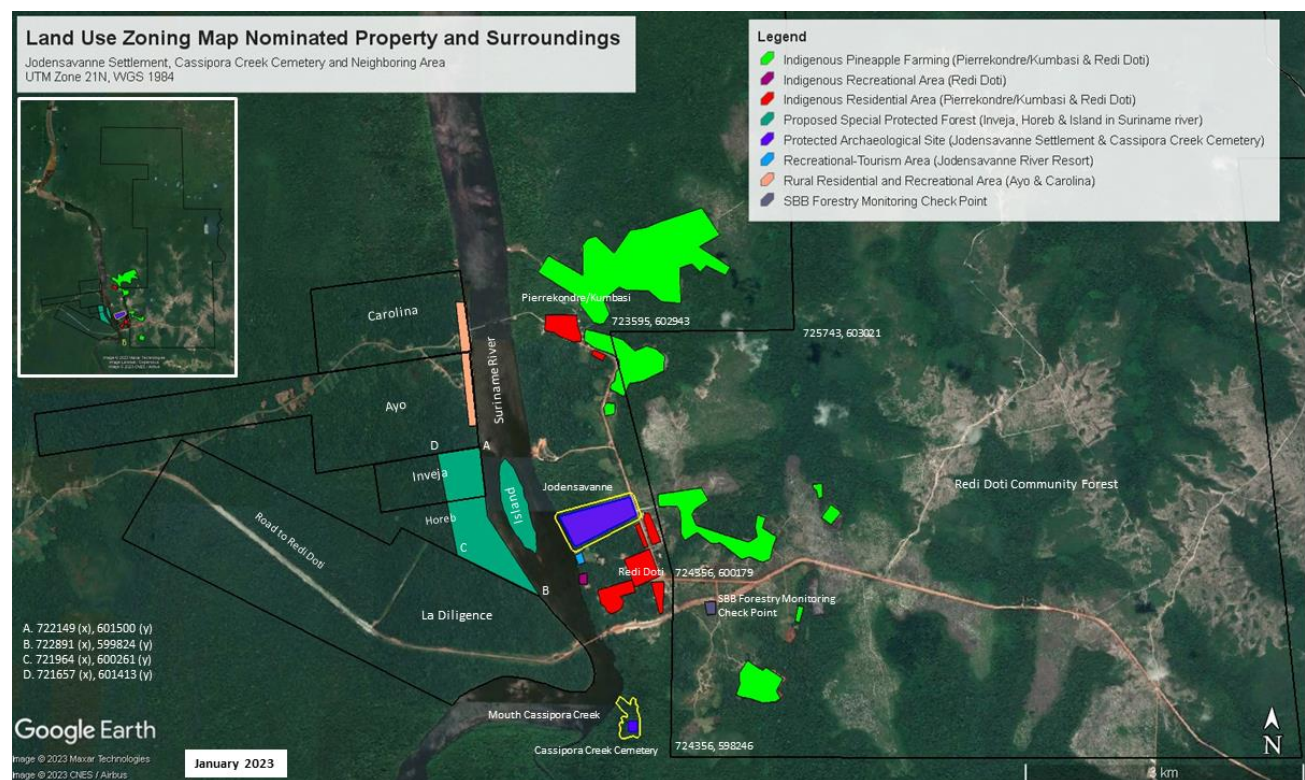 Land Use Zoning Map Nominated Property and Surroundings
Jodensavanne Settlement, Cassipora Creek Cemetery and Neighboring Area
UTM Zone 21N, WGS 1984
Legend
Indigenous Pineapple Farming (Pierrekondre/Kumbasi & Redi Doti)
Indigenous Recreational Area (Redi Doti)
Indigenous Residential Area (Pierrekondre/Kumbasi & Redi Doti)
Proposed Special Protected Forest (Inveja, Horeb & Island in Suriname river)
Protected Archaeological Site (Jodensavanne Settlement & Cassipora Creek Cemetery)
Recreational-Tourism Area (Jodensavanne River Resort)
Rural Residential and Recreational Area (Ayo & Carolina)
SBB Forestry Monitoring Check Point
Pierrekondre/Kumbasi
Carolina
723595, 602943
725743, 603021
Suriname River
Ayo
D
A
Inveja
Island
Jodensavanne
Redi Doti Community Forest
Horeb
Road to Redi Doti
C
B
Redi Doti
724356, 600179
SBB Forestry Monitoring
Check Point
La Diligence
A. 722149 (x), 601500 (y)
B. 722891 (x), 599824 (y)
C. 721964 (x), 600261 (y)
D. 721657 (x), 601413 (y)
Mouth Cassipora Creek
Cassipora Creek Cemetery
724356, 598246
Google Earth
Image © 2023 Maxar Technologies
Image © 2023 CNES / Airbus
January 2023
N
3 km